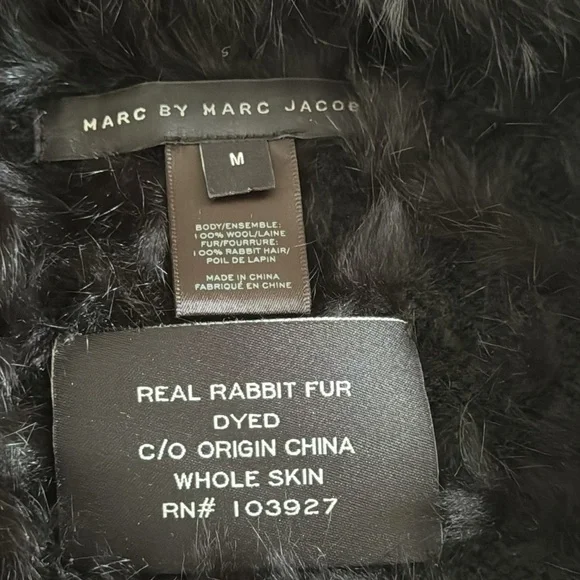 MARC BY MARC JACOB
M
BODY/ENSEMBLE:
100% WOOL/LAINE
FUR/FOURRURE:
100% RABBIT HAIR/
POIL DE LAPIN
MADE IN CHINA
FABRIQUÉ EN CHINE
REAL RABBIT FUR
DYED
C/O ORIGIN CHINA
WHOLE SKIN
RN# 103927